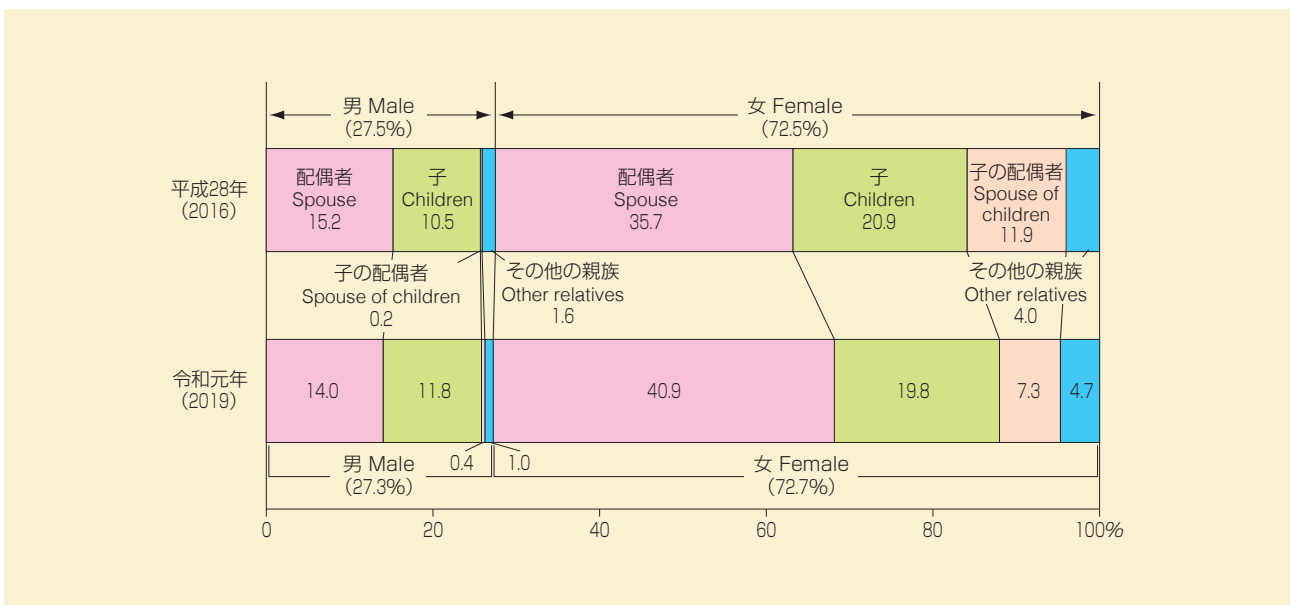 男 Male
(27.5%)
女 Female
(72.5%)
平成28年
(2016)
配偶者
Spouse
15.2
子
Children
10.5
配偶者
Spouse
35.7
子
Children
20.9
子の配偶者
Spouse of
children
11.9
子の配偶者
Spouse of children
0.2
その他の親族
Other relatives
1.6
その他の親族
Other relatives
4.0
令和元年
(2019)
14.0
11.8
40.9
19.8
7.3
4.7
男 Male
(27.3%)
0.4
1.0
女 Female
(72.7%)
0
20
40
60
80
100%